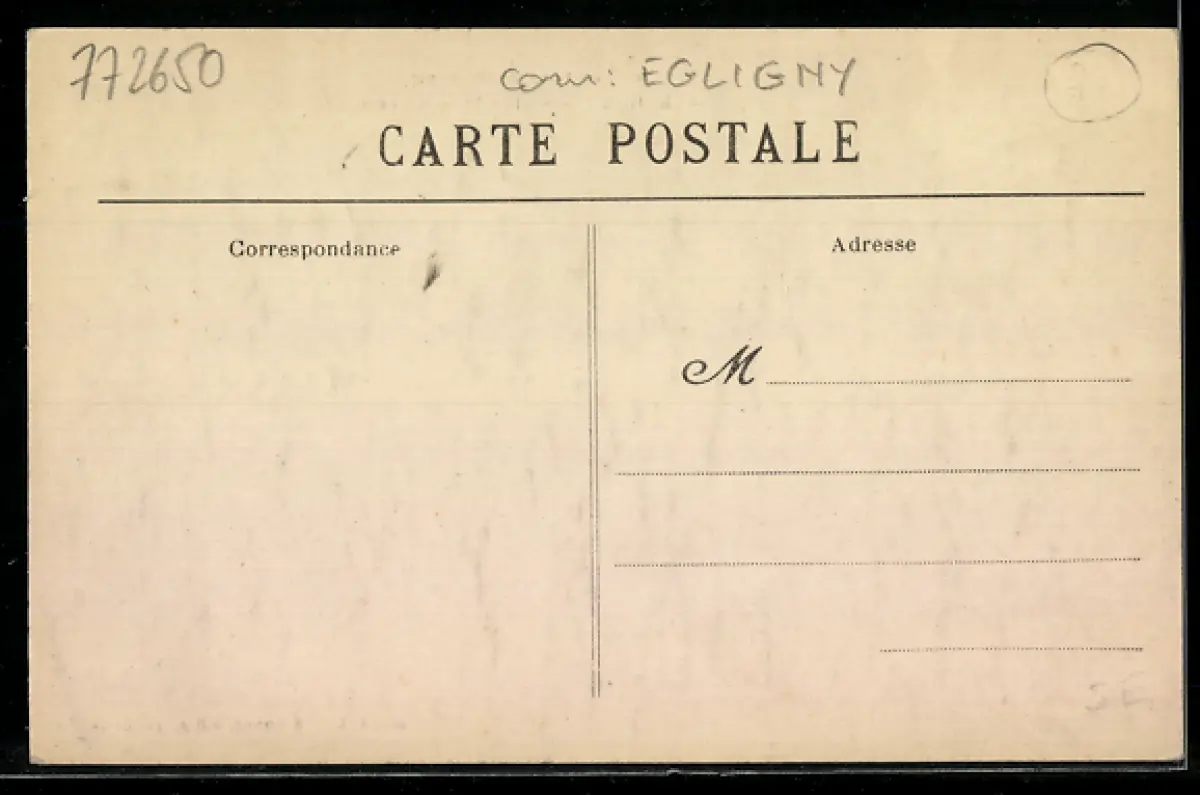 772650
com: EGLIGNY
CARTE POSTALE
Correspondance
Adresse
M